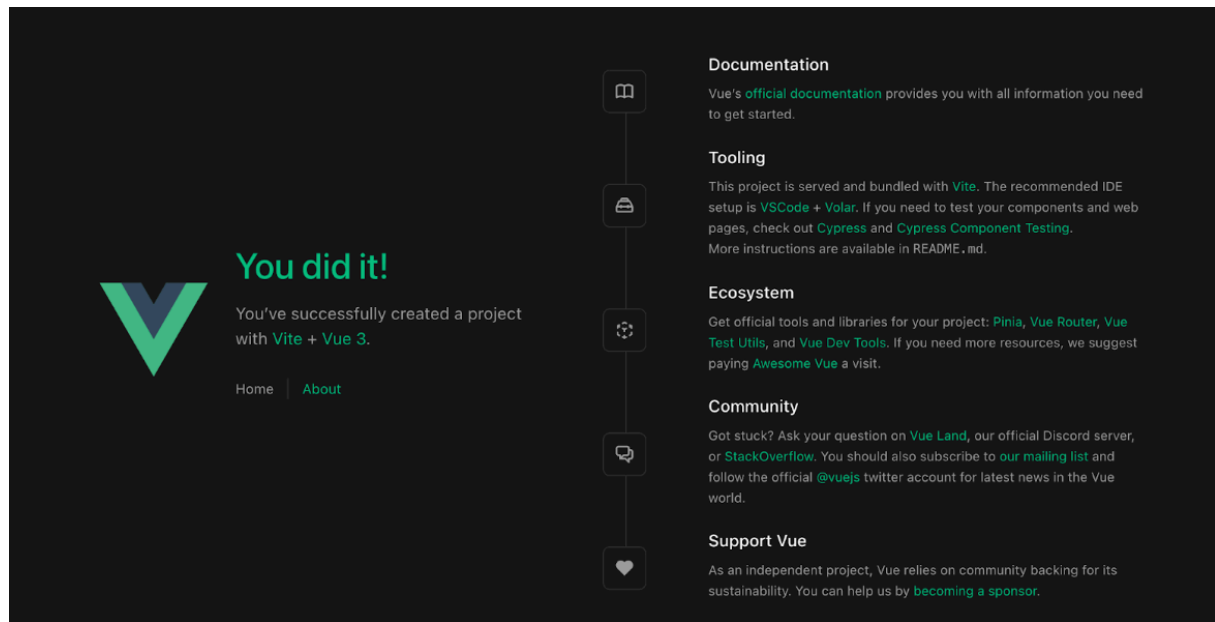 You did it!
You've successfully created a project
with Vite + Vue 3.
Home
About
Documentation
Vue's official documentation provides you with all information you need
to get started.
Tooling
This project is served and bundled with Vite. The recommended IDE
setup is VSCode + Volar. If you need to test your components and web
pages, check out Cypress and Cypress Component Testing.
More instructions are available in README.md.
Ecosystem
Get official tools and libraries for your project: Pinia, Vue Router, Vue
Test Utils, and Vue Dev Tools. If you need more resources, we suggest
paying Awesome Vue a visit.
Community
Got stuck? Ask your question on Vue Land, our official Discord server,
or StackOverflow. You should also subscribe to our mailing list and
follow the official @vuejs twitter account for latest news in the Vue
world.
Support Vue
As an independent project, Vue relies on community backing for its
sustainability. You can help us by becoming a sponsor.